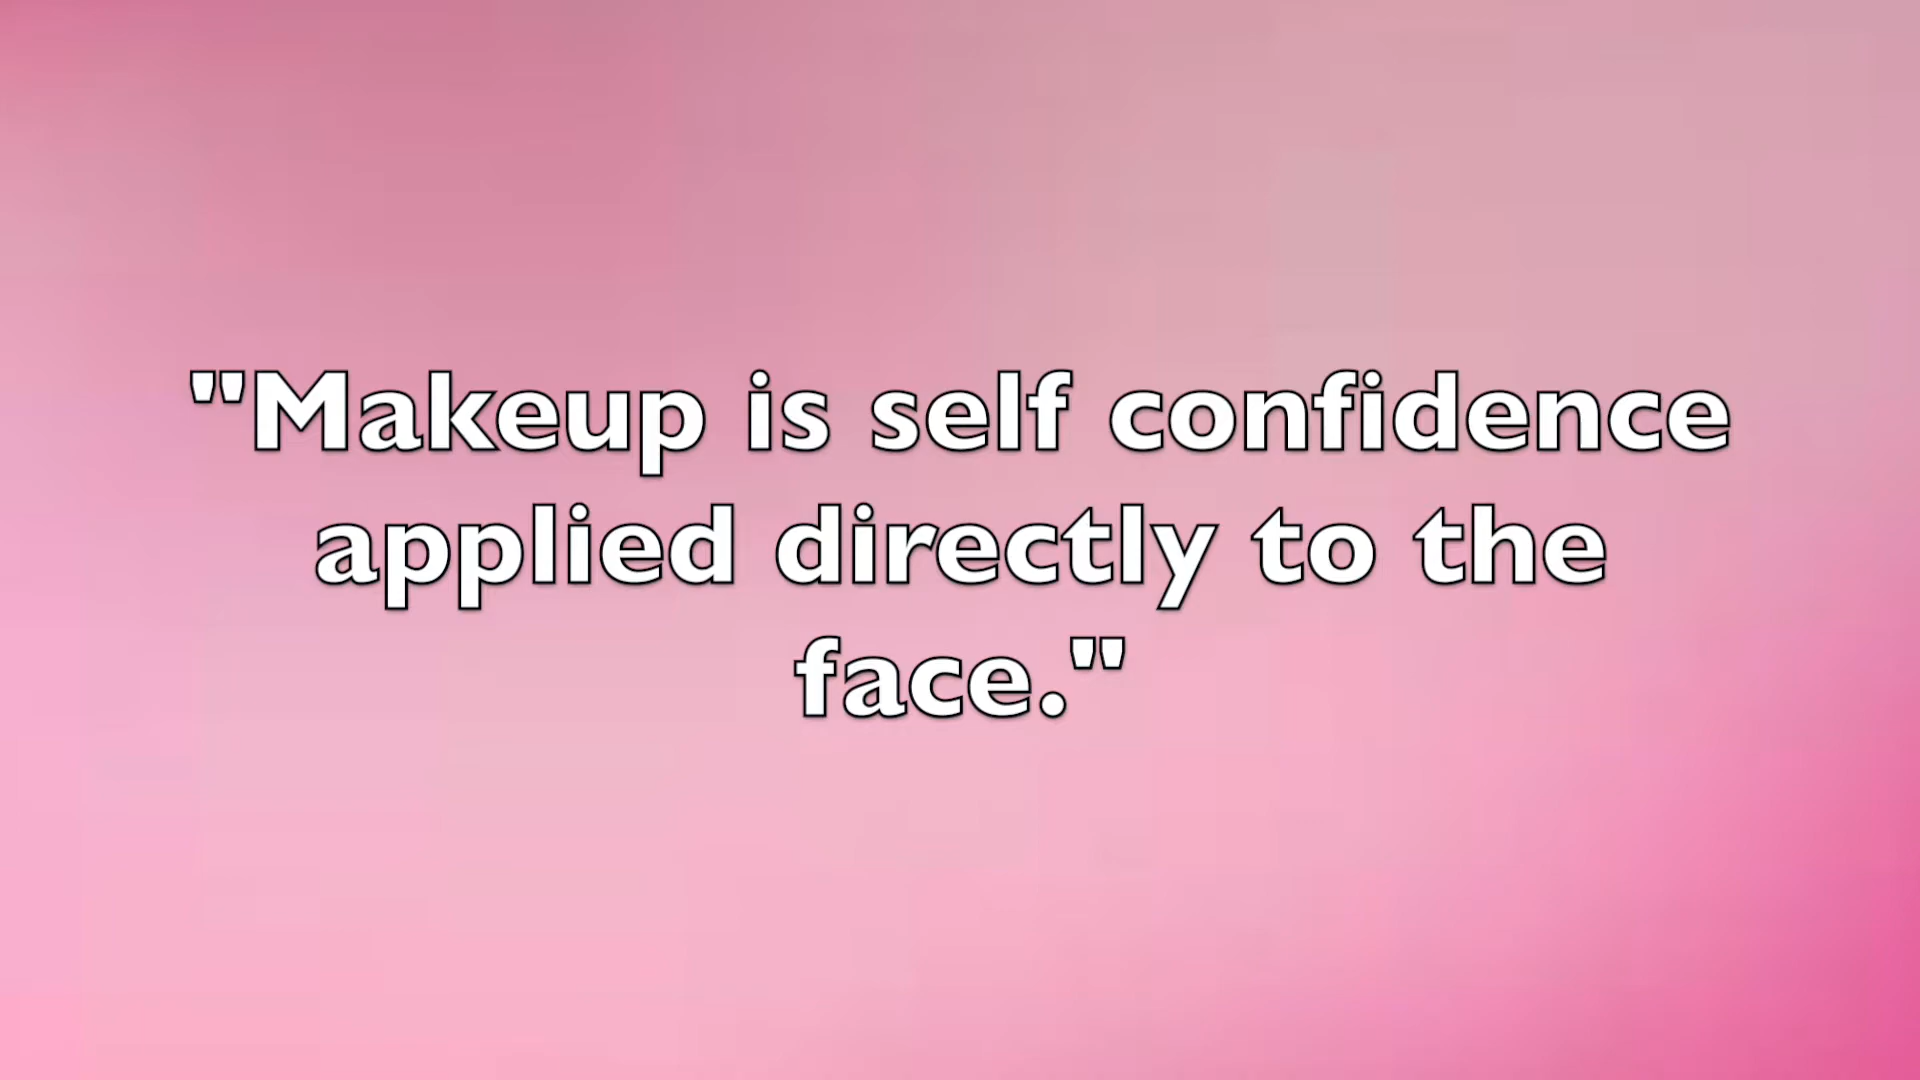 "Makeup is self confidence
applied directly to the
face."